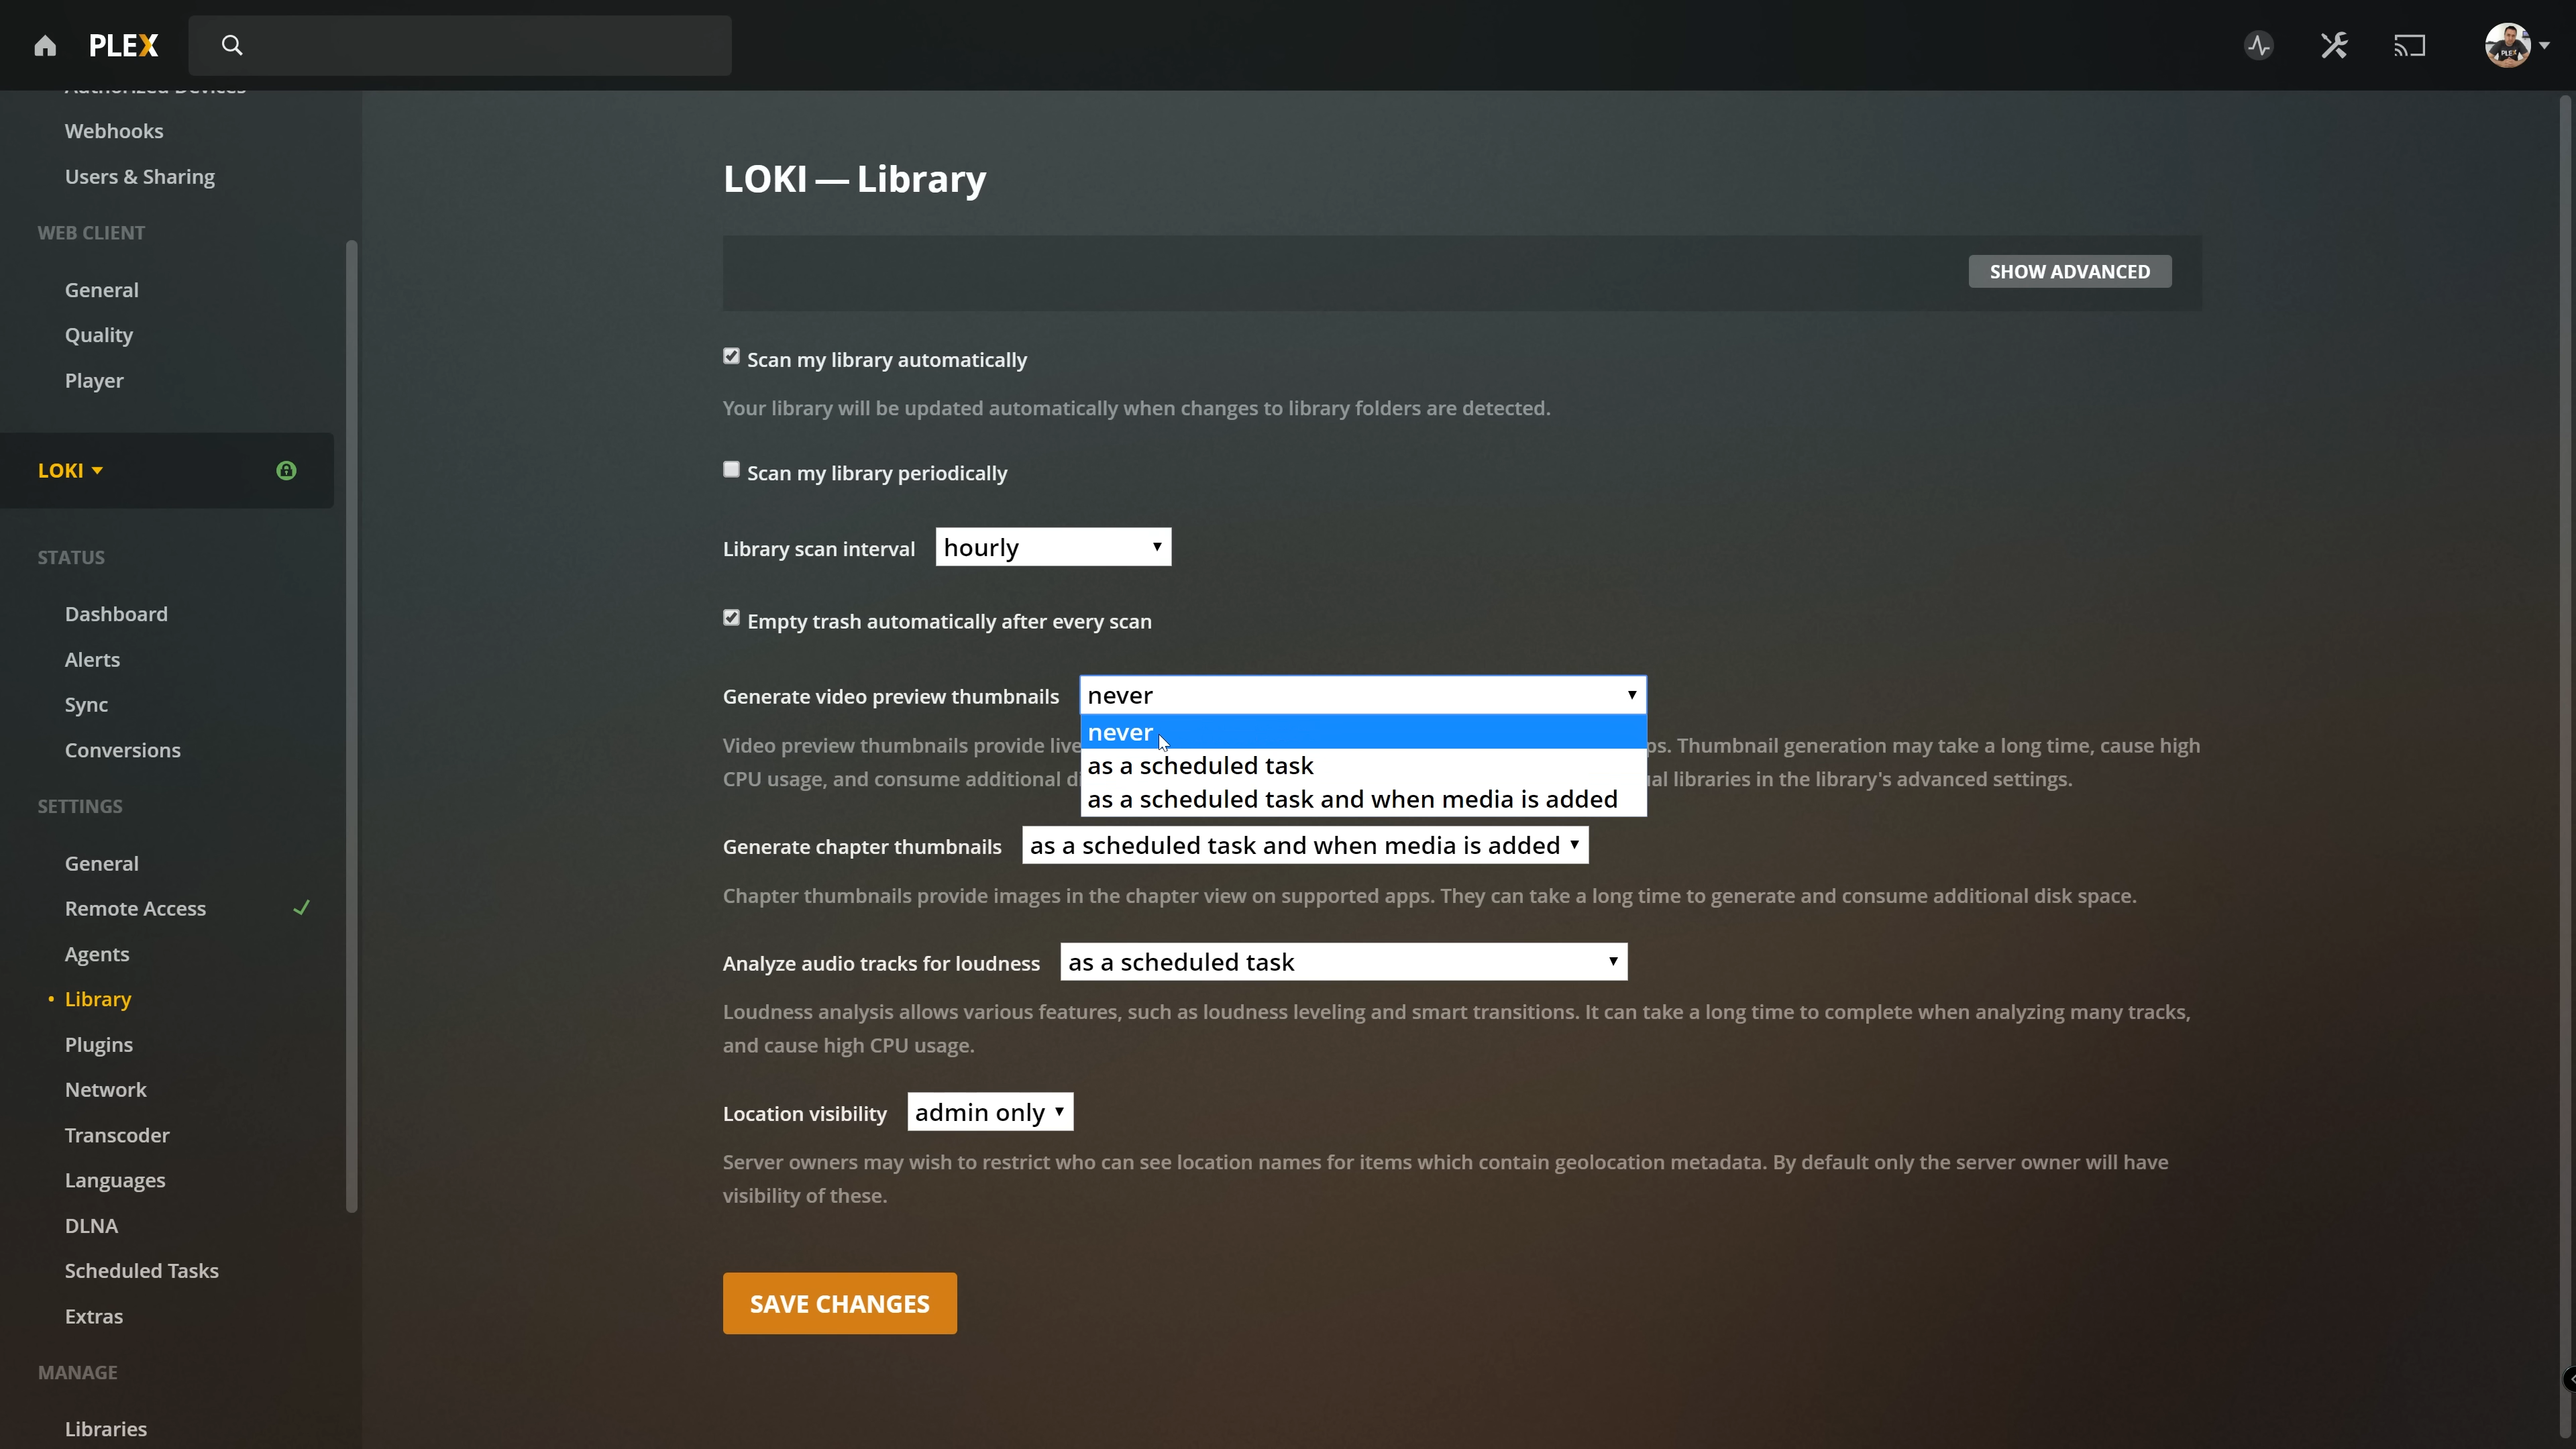 PLEX
Authorized Devices
Webhooks
Users & Sharing
WEB CLIENT
General
Quality
Player
LOKI
STATUS
Dashboard
Alerts
Sync
Conversions
SETTINGS
General
Remote Access
Agents
Library
Plugins
Network
Transcoder
Languages
DLNA
Scheduled Tasks
Extras
MANAGE
Libraries
LOKI — Library
SHOW ADVANCED
Scan my library automatically
Your library will be updated automatically when changes to library folders are detected.
Scan my library periodically
Library scan interval hourly
Empty trash automatically after every scan
Generate video preview thumbnails never
never
as a scheduled task
as a scheduled task and when media is added
Video preview thumbnails provide live ps. Thumbnail generation may take a long time, cause high
CPU usage, and consume additional di al libraries in the library's advanced settings.
Generate chapter thumbnails as a scheduled task and when media is added
Chapter thumbnails provide images in the chapter view on supported apps. They can take a long time to generate and consume additional disk space.
Analyze audio tracks for loudness as a scheduled task
Loudness analysis allows various features, such as loudness leveling and smart transitions. It can take a long time to complete when analyzing many tracks,
and cause high CPU usage.
Location visibility admin only
Server owners may wish to restrict who can see location names for items which contain geolocation metadata. By default only the server owner will have
visibility of these.
SAVE CHANGES